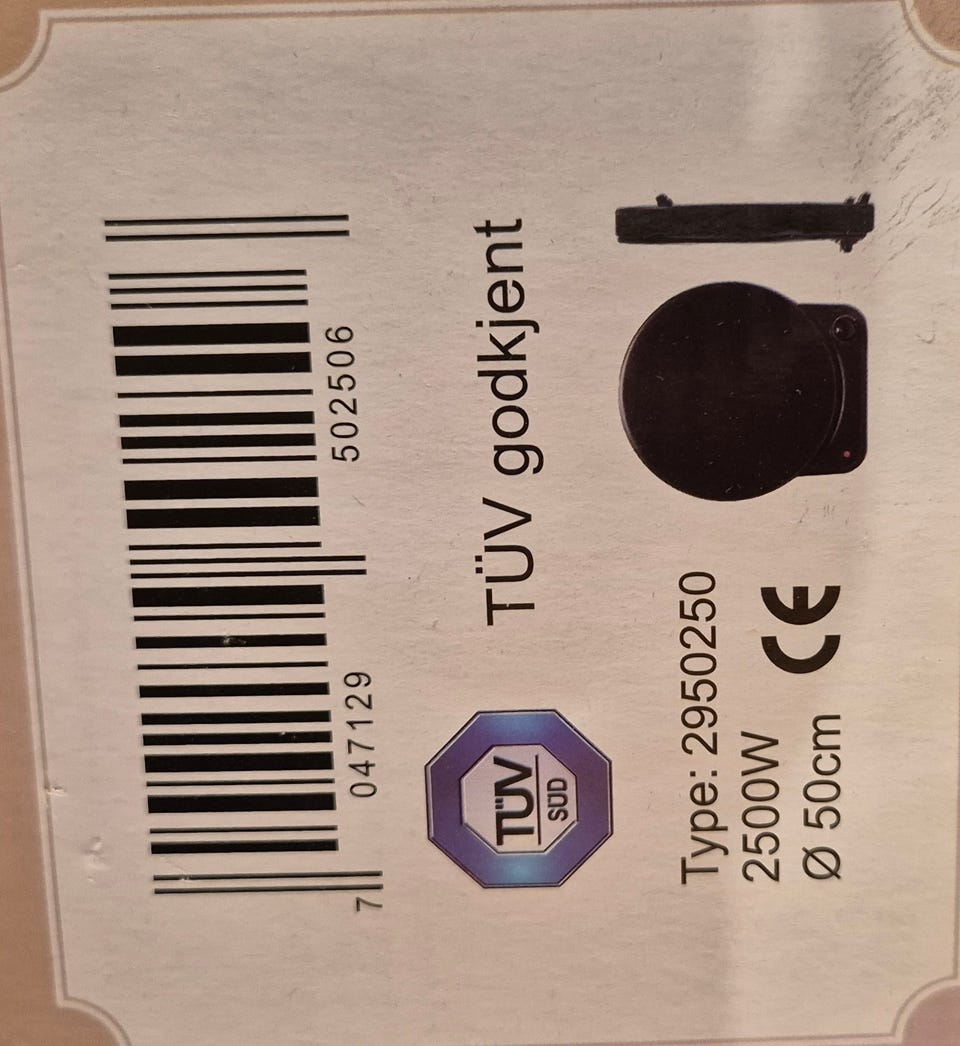 7 047129 502506
TÜV
SÜD
TÜV godkjent
Type: 2950250
2500W
Ø 50cm
CE